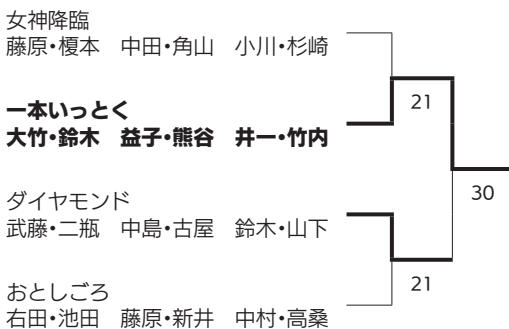 女神降臨
藤原・榎本　中田・角山　小川・杉崎
一本いっとく
大竹・鈴木　益子・熊谷　井一・竹内
21
30
ダイヤモンド
武藤・二瓶　中島・古屋　鈴木・山下
21
おとしごろ
右田・池田　藤原・新井　中村・高桑